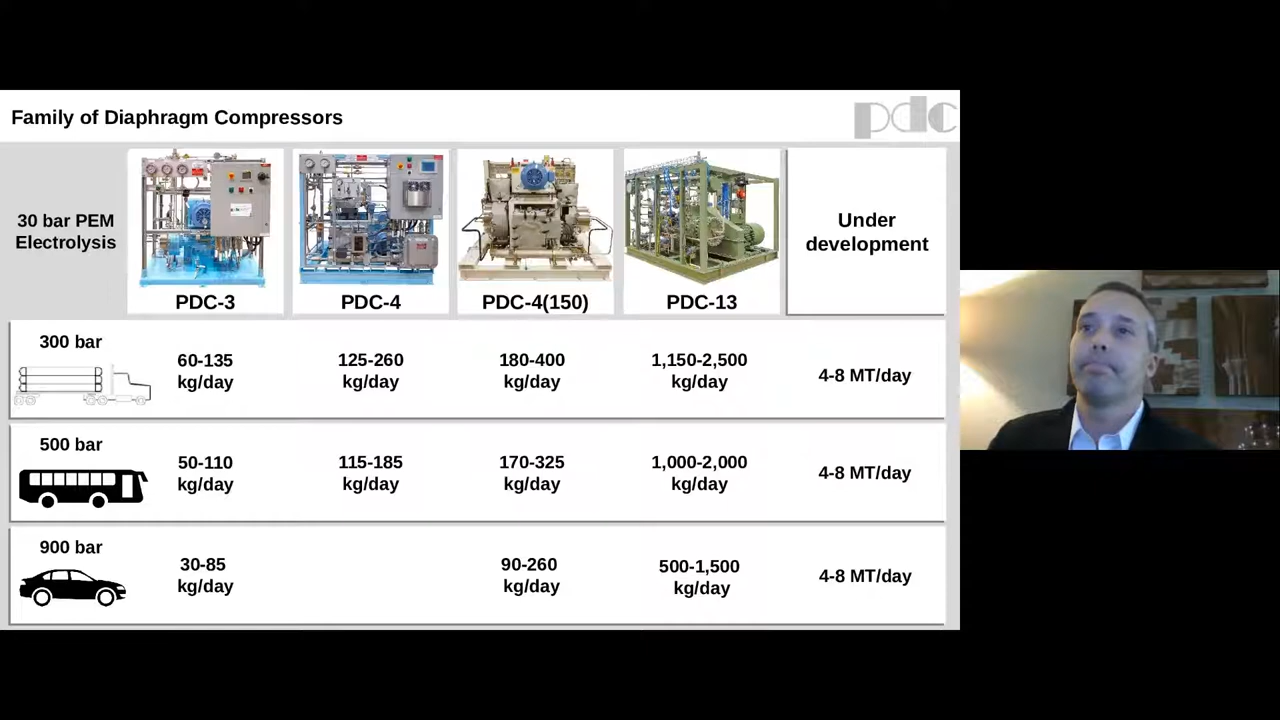 Family of Diaphragm Compressors
pdc
30 bar PEM
Electrolysis
PDC-3
PDC-4
PDC-4(150)
PDC-13
Under
development
300 bar
60-135
kg/day
125-260
kg/day
180-400
kg/day
1,150-2,500
kg/day
4-8 MT/day
500 bar
50-110
kg/day
115-185
kg/day
170-325
kg/day
1,000-2,000
kg/day
4-8 MT/day
900 bar
30-85
kg/day
90-260
kg/day
500-1,500
kg/day
4-8 MT/day